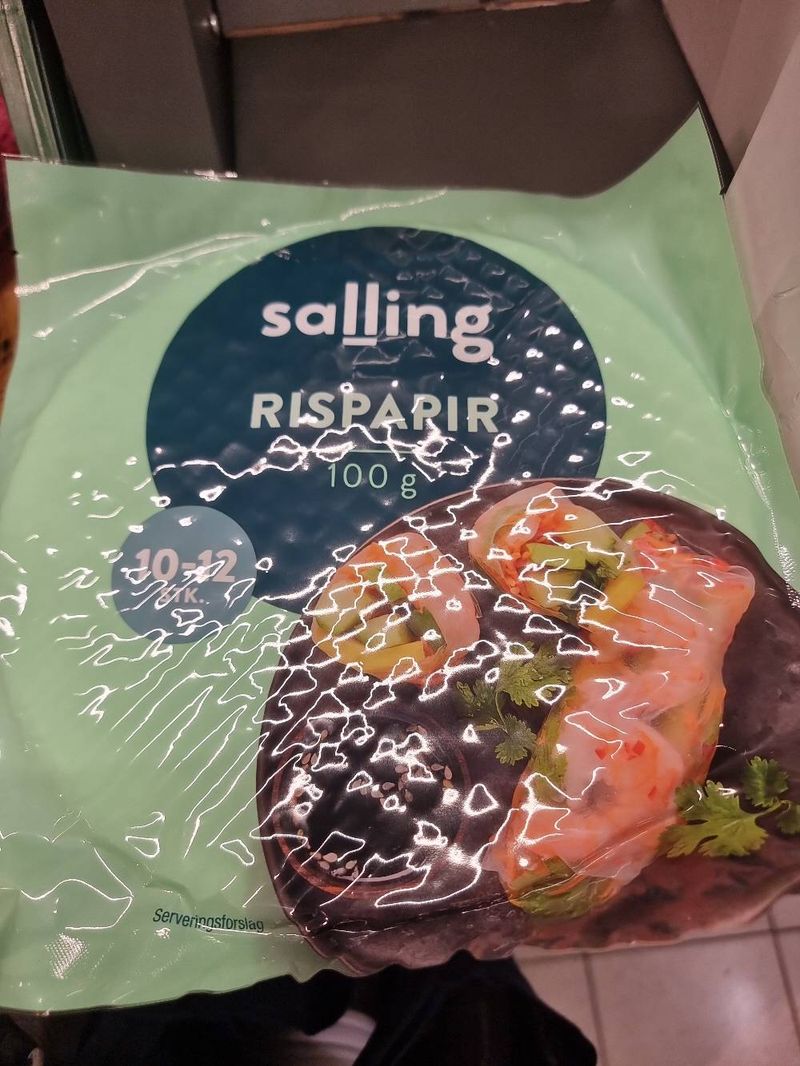 salling
RISPAPIR
100 g
10-12
STK.
Serveringsforslag